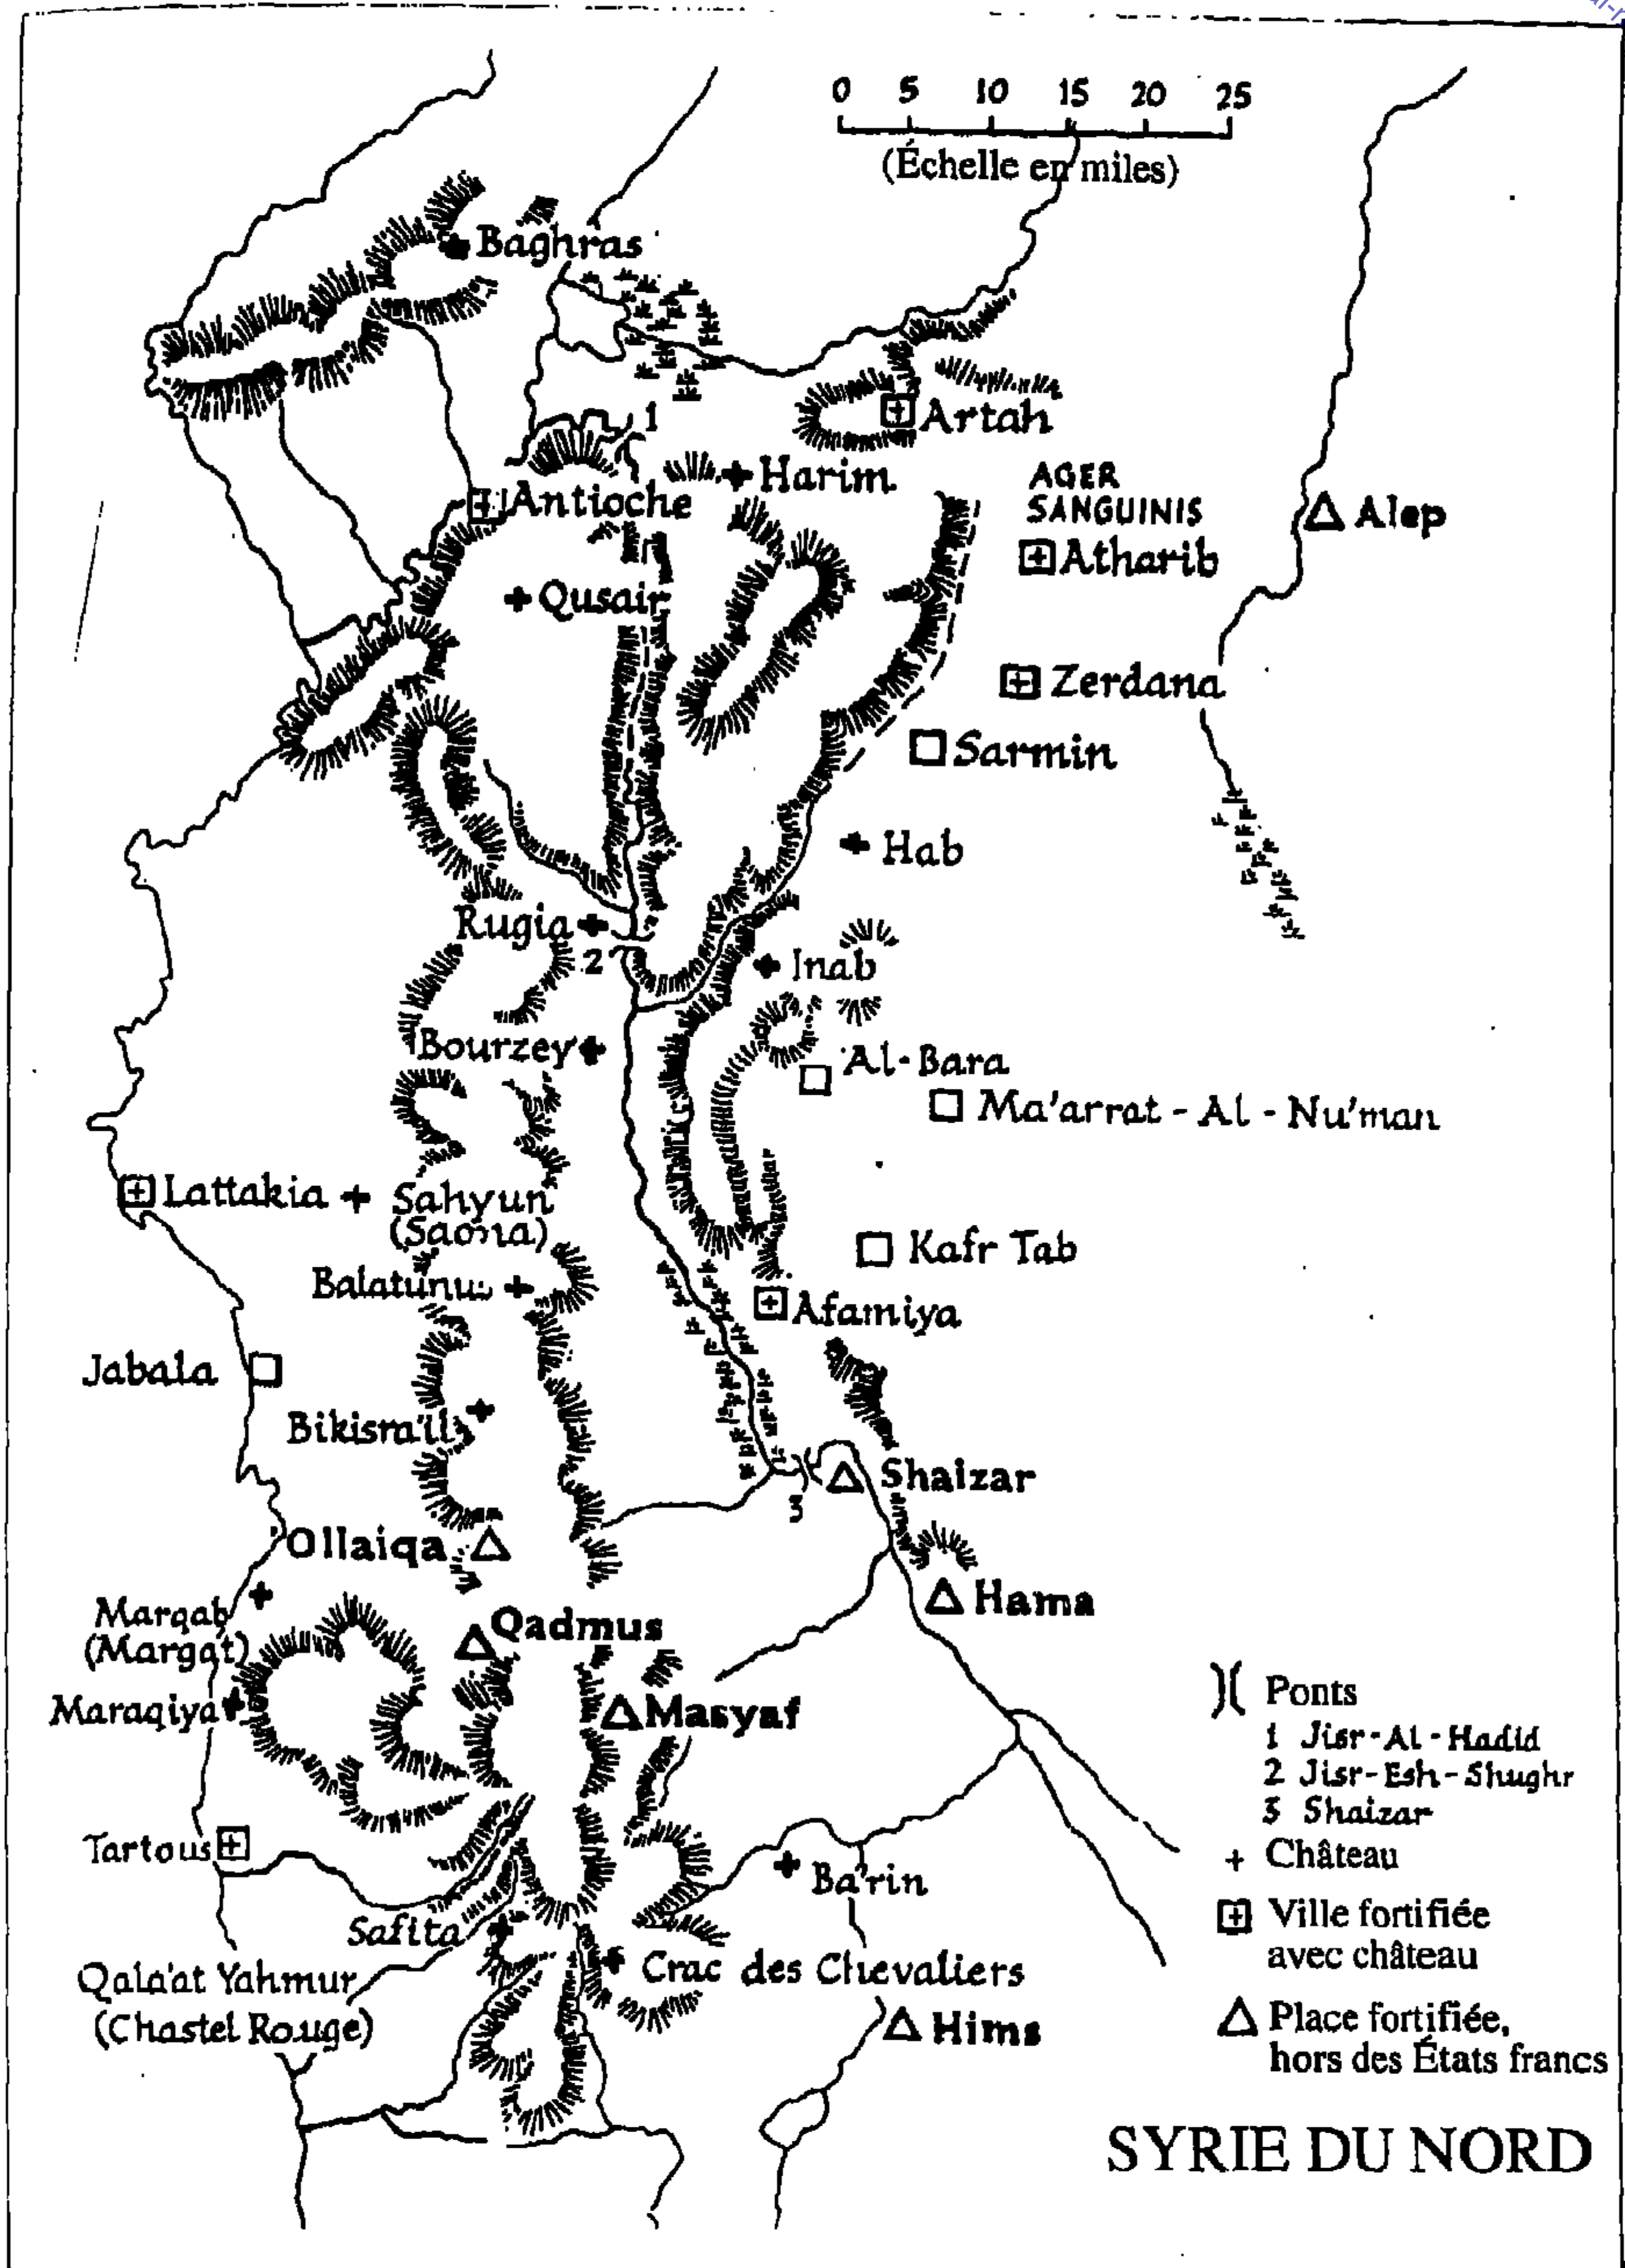 0 5 10 15 20 25
(Échelle en miles)
Baghras
1
Artah
Harim
AGER
SANGUINIS
Antioche
Alep
Atharib
Qusair
Zerdana
Sarmin
Hab
Rugia
2
Inab
Bourzey
Al-Bara
Ma'arrat - Al - Nu'man
Lattakia
Sahyun
(Saona)
Kafr Tab
Balatunus
Afamiya
Jabala
Bikisra'il
Shaizar
3
'Ollaiqa
Hama
Marqab
(Margat)
Qadmus
Maraqiya
Masyaf
Ponts
1 Jisr-Al-Hadid
2 Jisr-Esh-Shughr
3 Shaizar
Tartous
Château
Ba'rin
Safita
Ville fortifiée
avec château
Crac des Chevaliers
Qala'at Yahmur
(Chastel Rouge)
Hims
Place fortifiée,
hors des États francs
SYRIE DU NORD